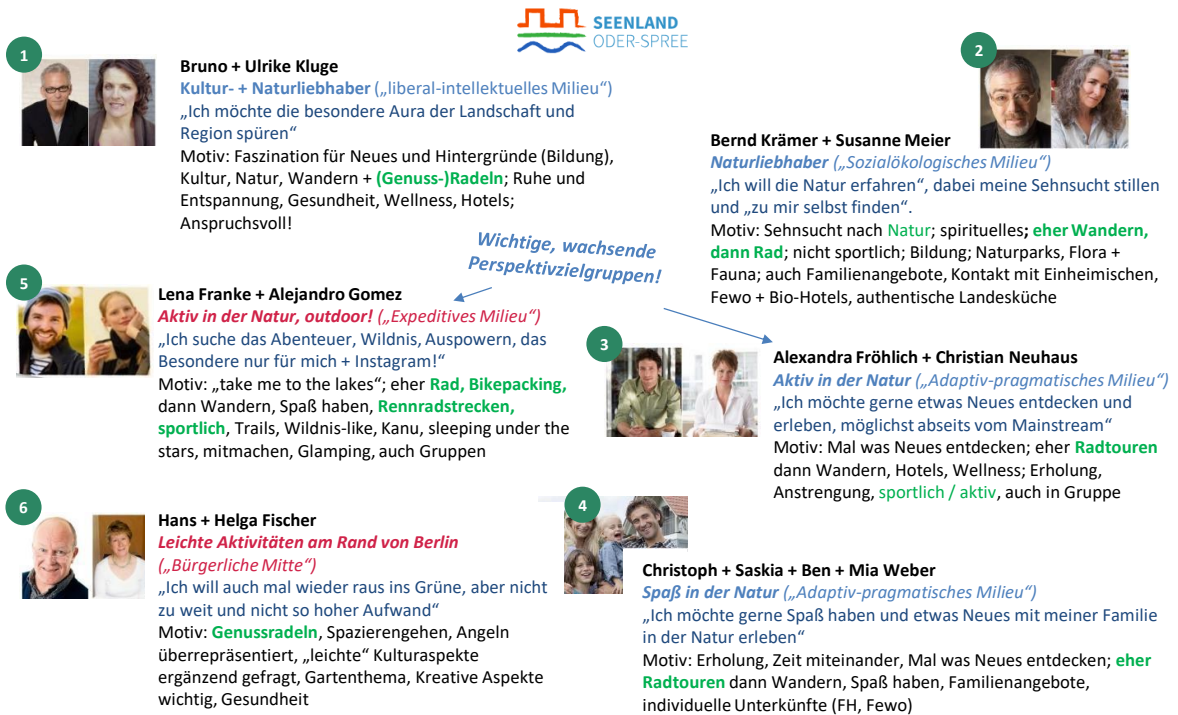 SEENLAND
ODER-SPREE
1
Bruno + Ulrike Kluge
Kultur- + Naturliebhaber („liberal-intellektuelles Milieu“)
„Ich möchte die besondere Aura der Landschaft und
Region spüren“
Motiv: Faszination für Neues und Hintergründe (Bildung),
Kultur, Natur, Wandern + (Genuss-)Radeln; Ruhe und
Entspannung, Gesundheit, Wellness, Hotels;
Anspruchsvoll!
2
Bernd Krämer + Susanne Meier
Naturliebhaber („Sozialökologisches Milieu“)
„Ich will die Natur erfahren“, dabei meine Sehnsucht stillen
und „zu mir selbst finden“.
Motiv: Sehnsucht nach Natur; spirituelles; eher Wandern,
dann Rad; nicht sportlich; Bildung; Naturparks, Flora +
Fauna; auch Familienangebote, Kontakt mit Einheimischen,
Fewo + Bio-Hotels, authentische Landesküche
Wichtige, wachsende
Perspektivzielgruppen!
5
Lena Franke + Alejandro Gomez
Aktiv in der Natur, outdoor! („Expeditives Milieu“)
„Ich suche das Abenteuer, Wildnis, Auspowern, das
Besondere nur für mich + Instagram!“
Motiv: „take me to the lakes“; eher Rad, Bikepacking,
dann Wandern, Spaß haben, Rennradstrecken,
sportlich, Trails, Wildnis-like, Kanu, sleeping under the
stars, mitmachen, Glamping, auch Gruppen
3
Alexandra Fröhlich + Christian Neuhaus
Aktiv in der Natur („Adaptiv-pragmatisches Milieu“)
„Ich möchte gerne etwas Neues entdecken und
erleben, möglichst abseits vom Mainstream“
Motiv: Mal was Neues entdecken; eher Radtouren
dann Wandern, Hotels, Wellness; Erholung,
Anstrengung, sportlich / aktiv, auch in Gruppe
6
Hans + Helga Fischer
Leichte Aktivitäten am Rand von Berlin
(„Bürgerliche Mitte“)
„Ich will auch mal wieder raus ins Grüne, aber nicht
zu weit und nicht so hoher Aufwand“
Motiv: Genussradeln, Spazierengehen, Angeln
überrepräsentiert, „leichte“ Kulturaspekte
ergänzend gefragt, Gartenthema, Kreative Aspekte
wichtig, Gesundheit
4
Christoph + Saskia + Ben + Mia Weber
Spaß in der Natur („Adaptiv-pragmatisches Milieu“)
„Ich möchte gerne Spaß haben und etwas Neues mit meiner Familie
in der Natur erleben“
Motiv: Erholung, Zeit miteinander, Mal was Neues entdecken; eher
Radtouren dann Wandern, Spaß haben, Familienangebote,
individuelle Unterkünfte (FH, Fewo)